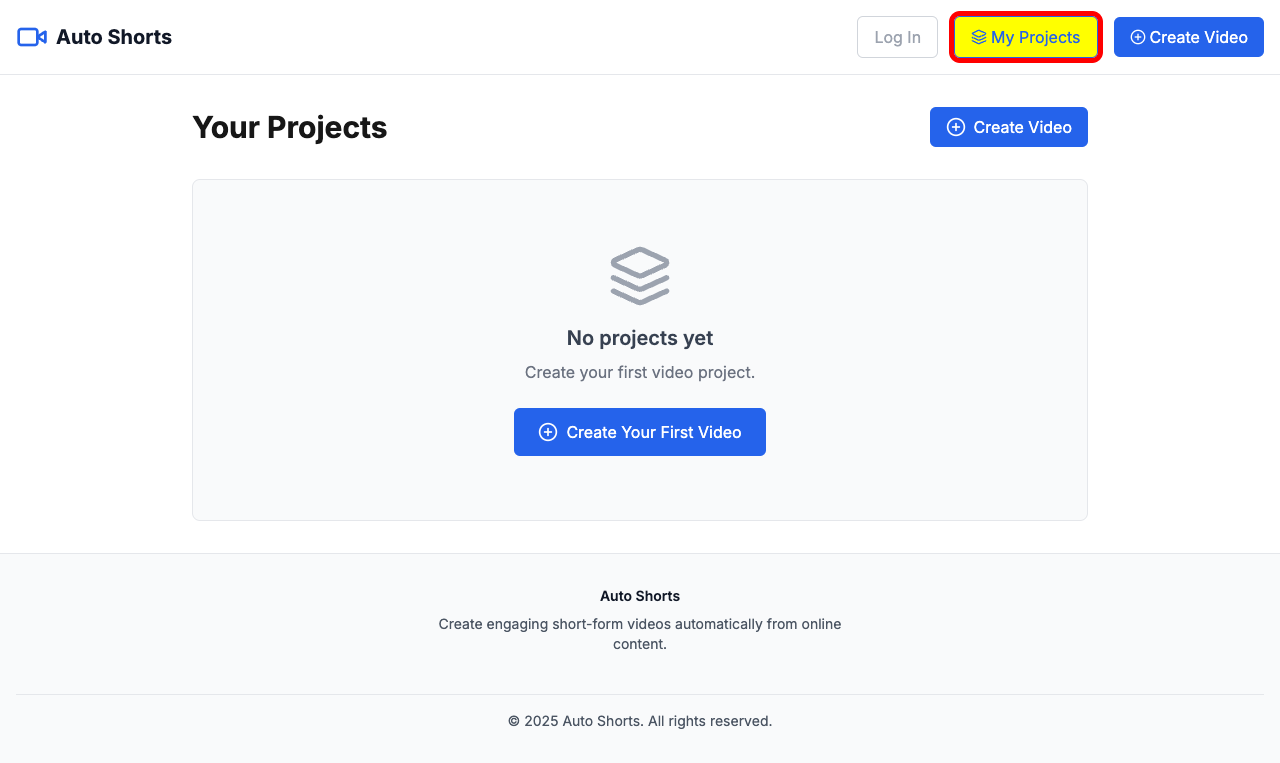 Auto Shorts
Log In
My Projects
Create Video
Your Projects
Create Video
No projects yet
Create your first video project.
Create Your First Video
Auto Shorts
Create engaging short-form videos automatically from online
content.
© 2025 Auto Shorts. All rights reserved.